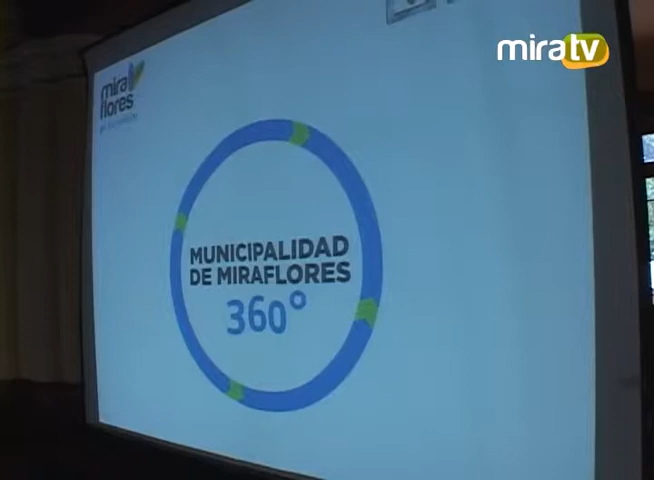 miratv
mira
flores
MUNICIPALIDAD
DE MIRAFLORES
360°